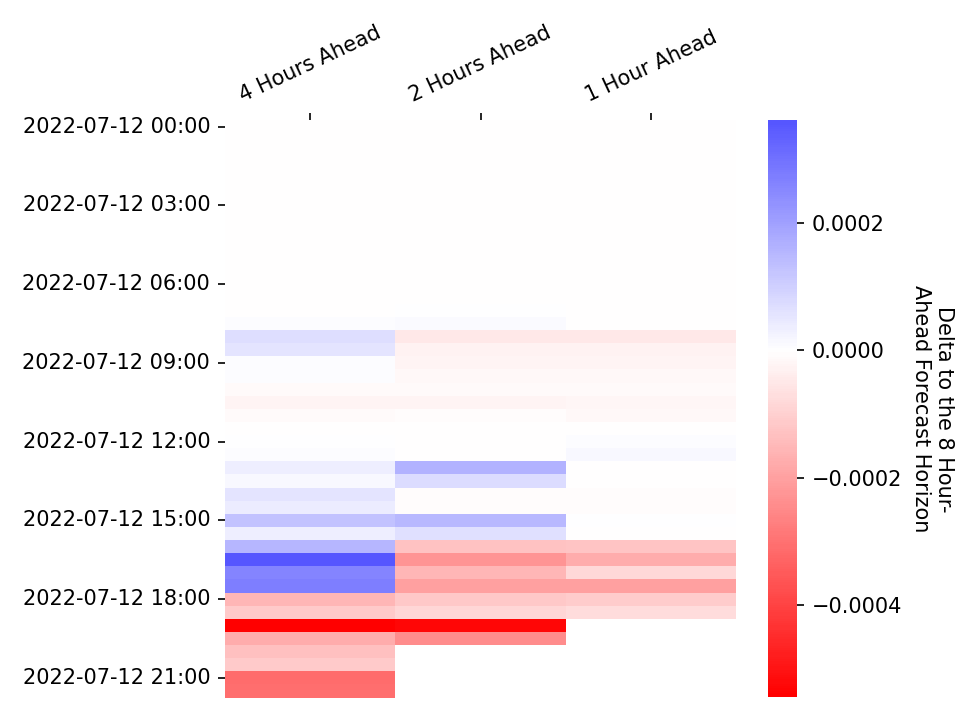 4 Hours Ahead
2 Hours Ahead
1 Hour Ahead
2022-07-12 00:00
2022-07-12 03:00
2022-07-12 06:00
2022-07-12 09:00
2022-07-12 12:00
2022-07-12 15:00
2022-07-12 18:00
2022-07-12 21:00
0.0002
0.0000
−0.0002
−0.0004
Delta to the 8 Hour-
Ahead Forecast Horizon